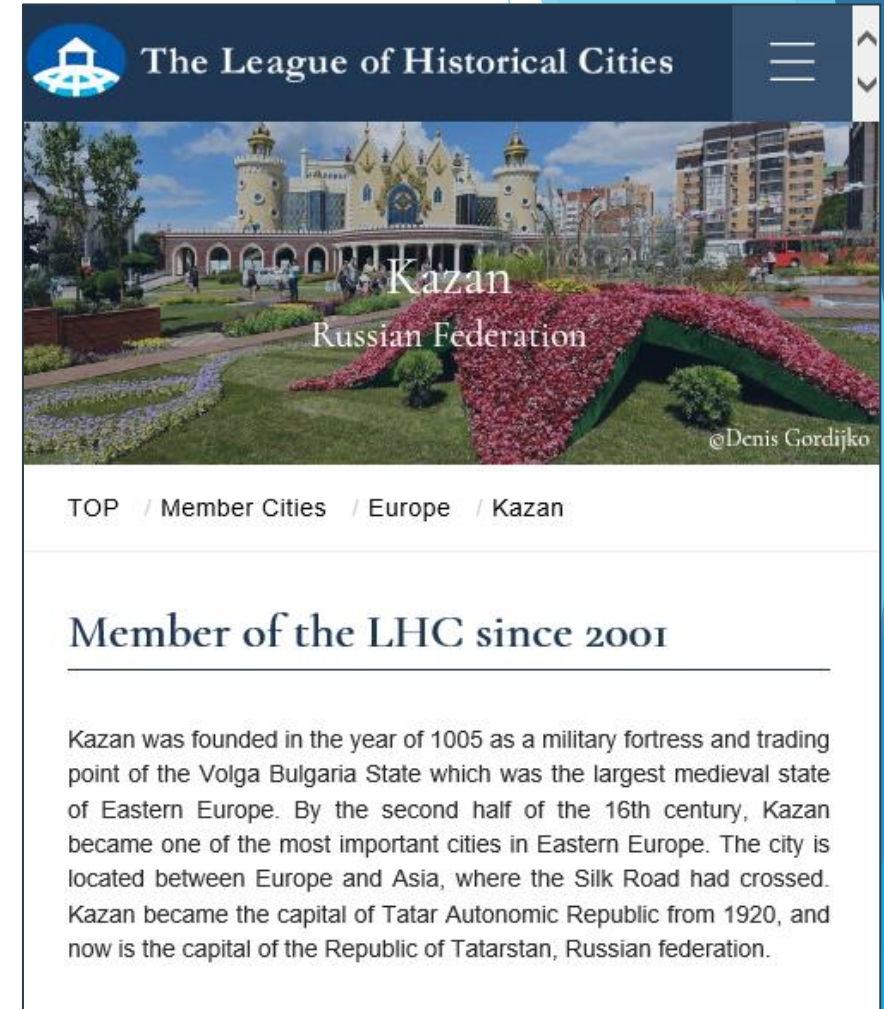 The League of Historical Cities
Kazan
Russian Federation
©Denis Gordijko
TOP / Member Cities / Europe / Kazan
Member of the LHC since 2001
Kazan was founded in the year of 1005 as a military fortress and trading
point of the Volga Bulgaria State which was the largest medieval state
of Eastern Europe. By the second half of the 16th century, Kazan
became one of the most important cities in Eastern Europe. The city is
located between Europe and Asia, where the Silk Road had crossed.
Kazan became the capital of Tatar Autonomic Republic from 1920, and
now is the capital of the Republic of Tatarstan, Russian federation.